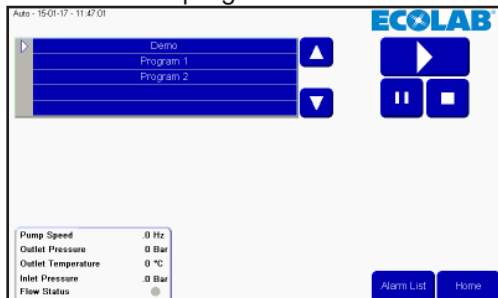 Auto - 15-01-17 - 11:47:01
ECOLAB®
Demo
Program 1
Program 2
Pump Speed .0 Hz
Outlet Pressure 0 Bar
Outlet Temperature 0 °C
Inlet Pressure .0 Bar
Flow Status
Alarm List
Home